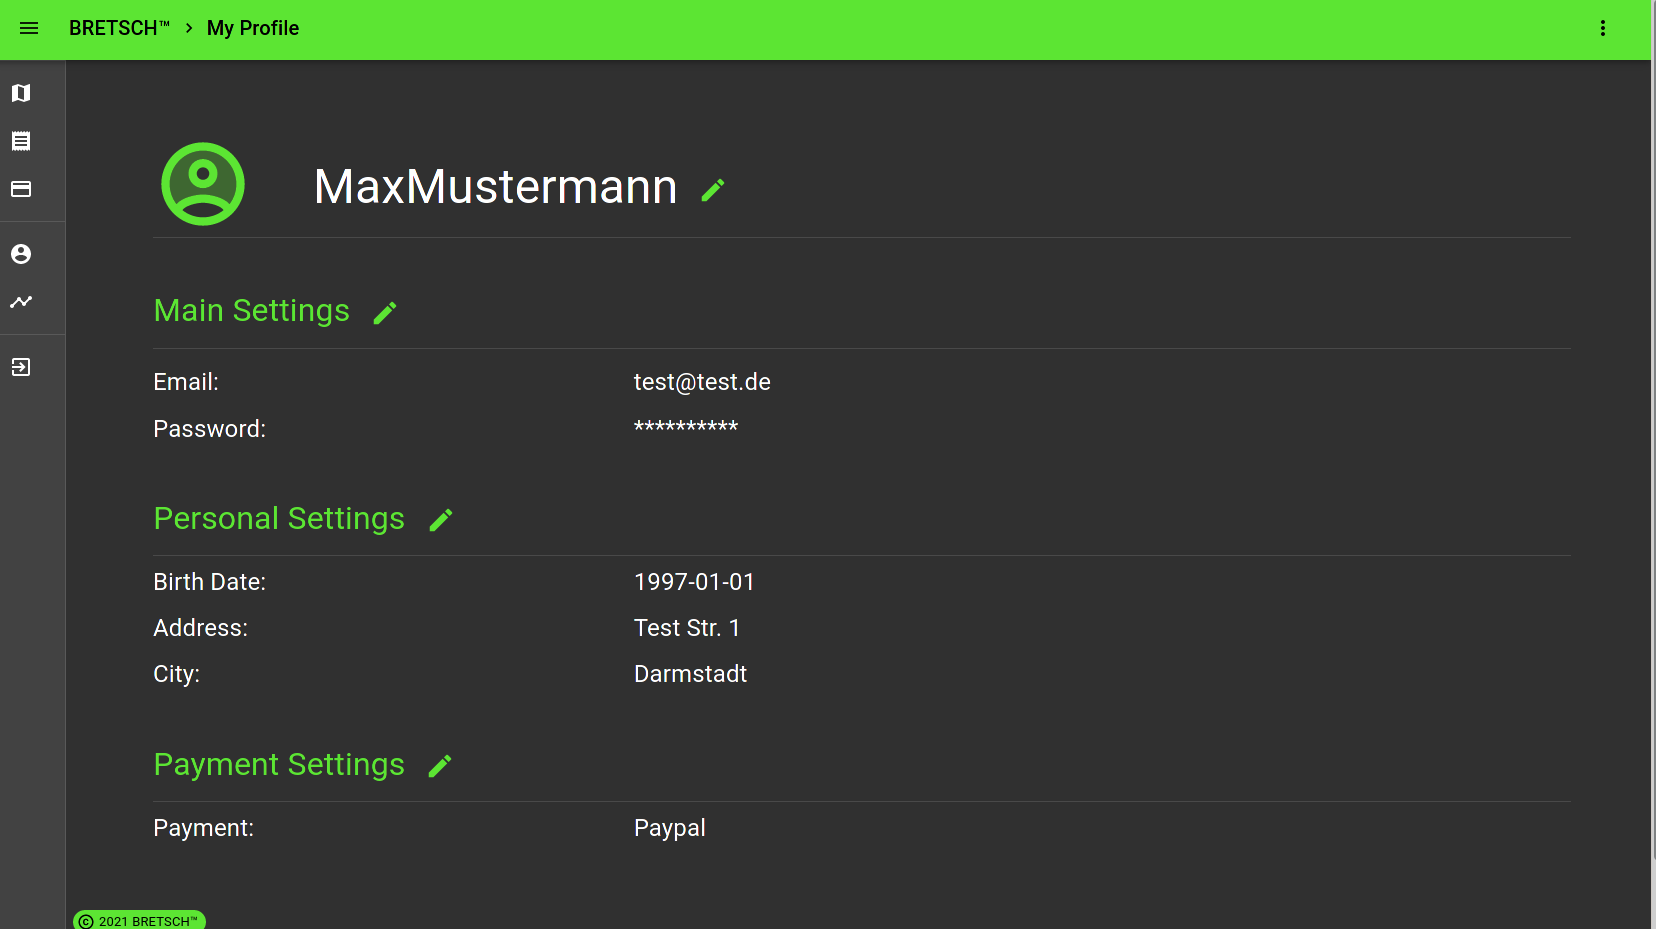 BRETSCH™ > My Profile
MaxMustermann
Main Settings
Email: test@test.de
Password: **********
Personal Settings
Birth Date: 1997-01-01
Address: Test Str. 1
City: Darmstadt
Payment Settings
Payment: Paypal
© 2021 BRETSCH™